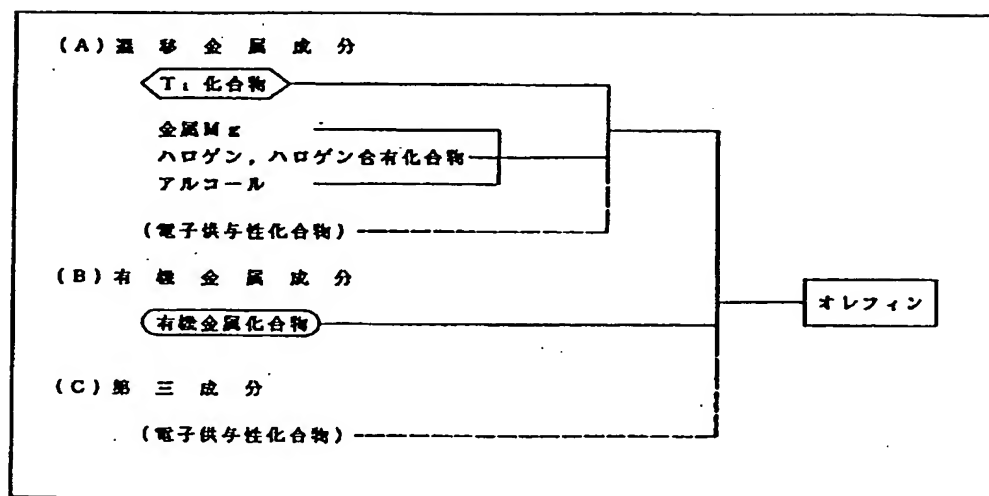 (A) 遷移金属成分
Ti 化合物
金属Mg
ハロゲン，ハロゲン含有化合物
アルコール
(電子供与性化合物)
(B) 有機金属成分
有機金属化合物
オレフィン
(C) 第三成分
(電子供与性化合物)